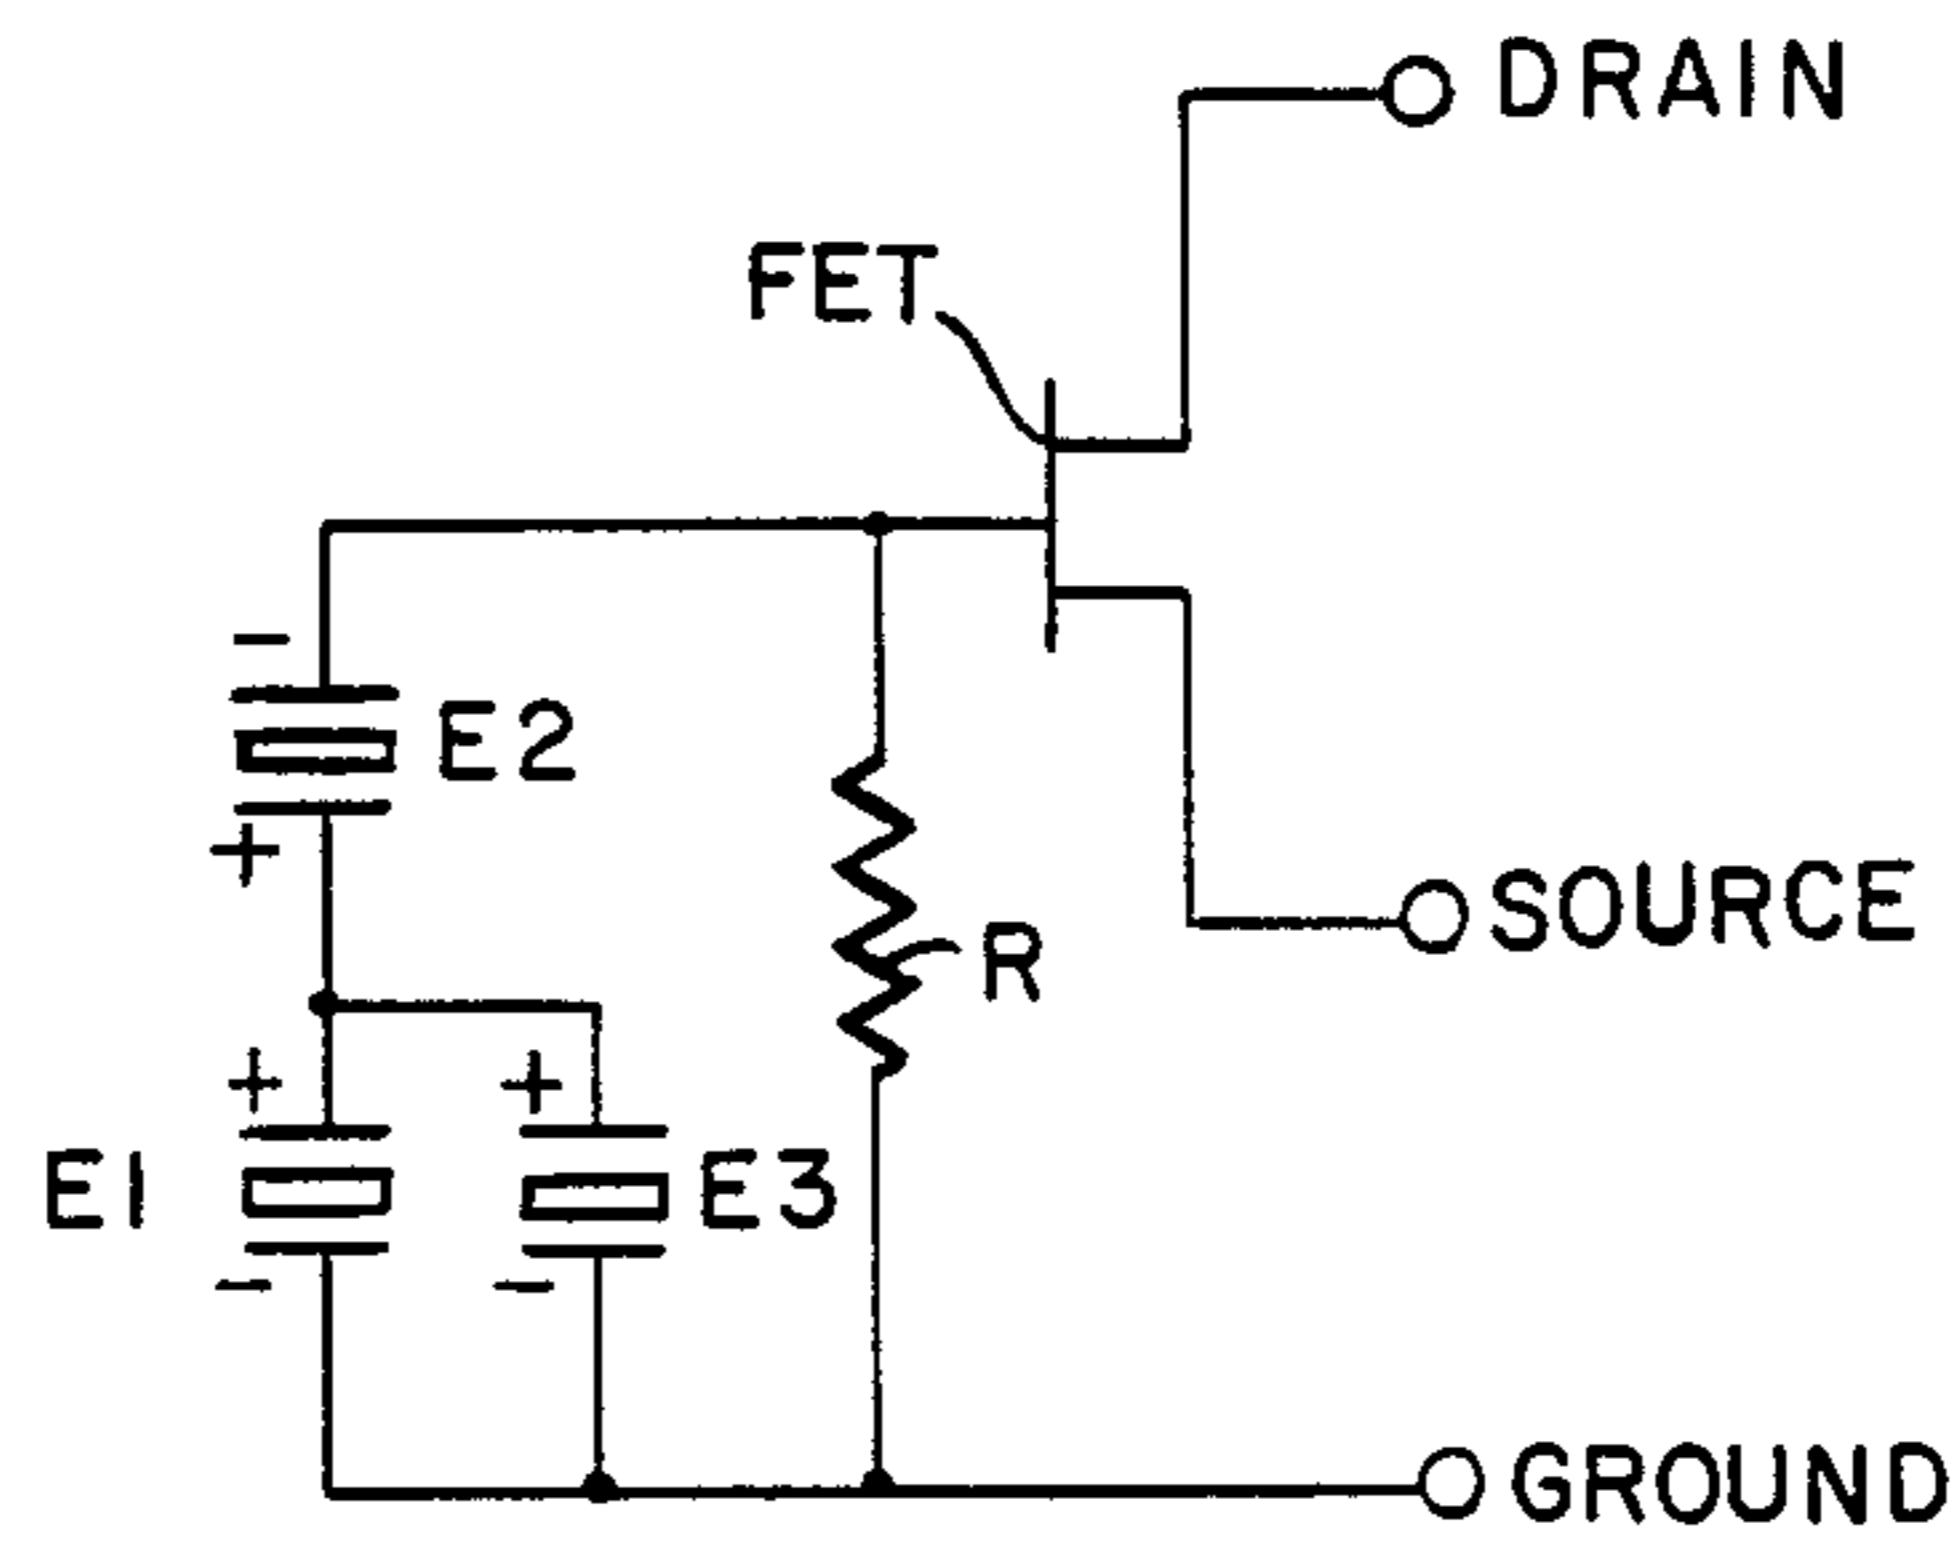 DRAIN
FET
-
E2
+
SOURCE
R
+
+
E1
E3
-
-
GROUND